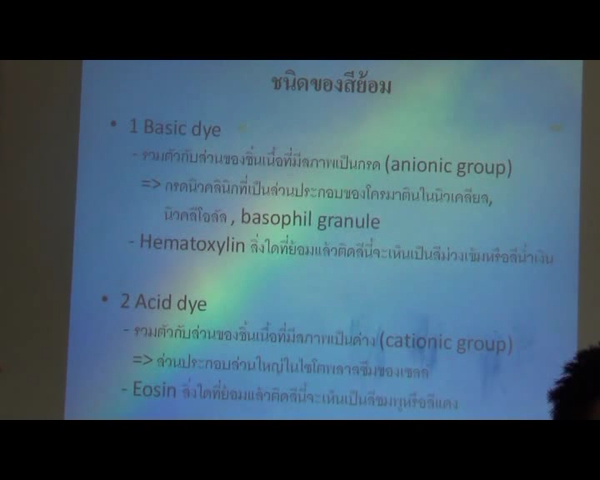 ชนิดของสีย้อม
• 1 Basic dye
- รวมตัวกับส่วนของชิ้นเนื้อที่มีสภาพเป็นกรด (anionic group)
=> กรดนิวคลีนิกที่เป็นส่วนประกอบของโครมาตินในนิวเคลียส,
นิวคลีโอลัส , basophil granule
- Hematoxylin สิ่งใดที่ย้อมแล้วติดสีนี้จะเห็นเป็นสีม่วงเข้มหรือสีน้ำเงิน
• 2 Acid dye
- รวมตัวกับส่วนของชิ้นเนื้อที่มีสภาพเป็นด่าง (cationic group)
=> ส่วนประกอบส่วนใหญ่ในไซโตพลาสซึมของเซลล์
- Eosin สิ่งใดที่ย้อมแล้วติดสีนี้จะเห็นเป็นสีชมพูหรือสีแดง